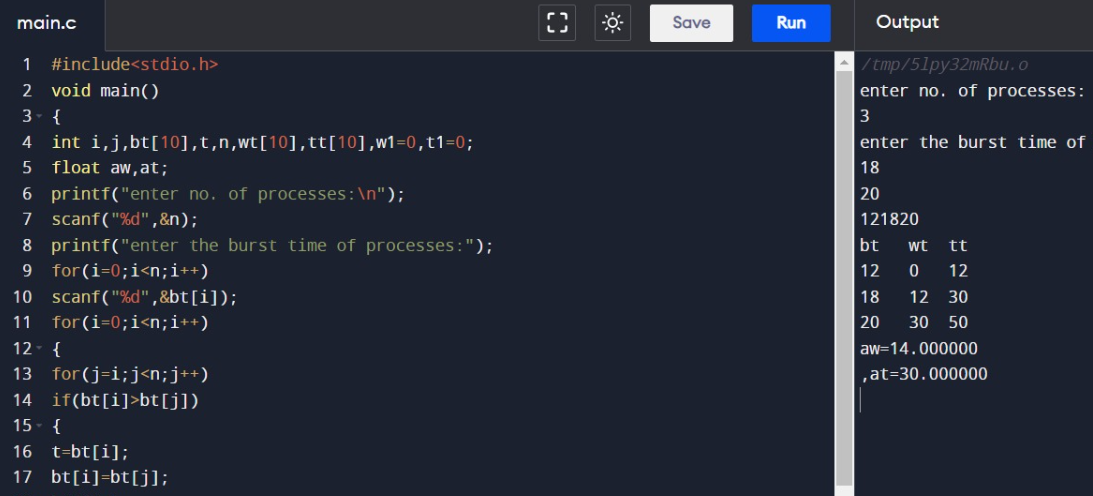 main.c
Save
Run
Output
1 #include<stdio.h>
2 void main()
3 {
4 int i,j,bt[10],t,n,wt[10],tt[10],w1=0,t1=0;
5 float aw,at;
6 printf("enter no. of processes:\n");
7 scanf("%d",&n);
8 printf("enter the burst time of processes:");
9 for(i=0;i<n;i++)
10 scanf("%d",&bt[i]);
11 for(i=0;i<n;i++)
12 {
13 for(j=i;j<n;j++)
14 if(bt[i]>bt[j])
15 {
16 t=bt[i];
17 bt[i]=bt[j];
/tmp/5lpy32mRbu.o
enter no. of processes:
3
enter the burst time of
18
20
121820
bt wt tt
12 0 12
18 12 30
20 30 50
aw=14.000000
,at=30.000000